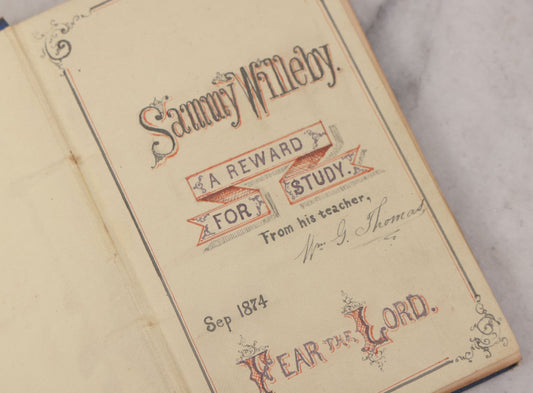 Sammy Willeby.
A REWARD
FOR STUDY.
From his teacher,
Wm G. Thomas
Sep 1874
FEAR THE LORD.